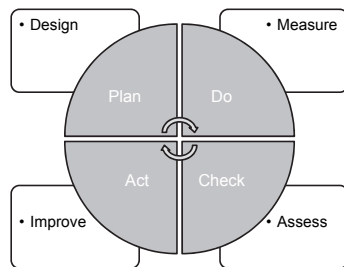 • Design
• Measure
Plan
Do
Act
Check
• Improve
• Assess